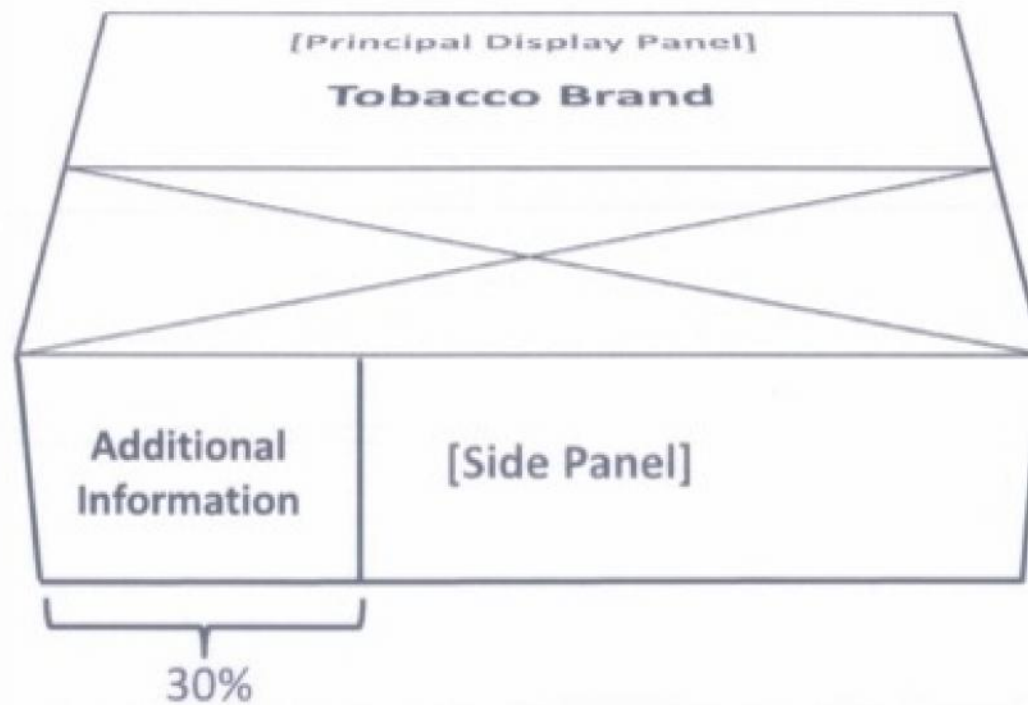 [Principal Display Panel]
Tobacco Brand
Additional
Information
[Side Panel]
30%